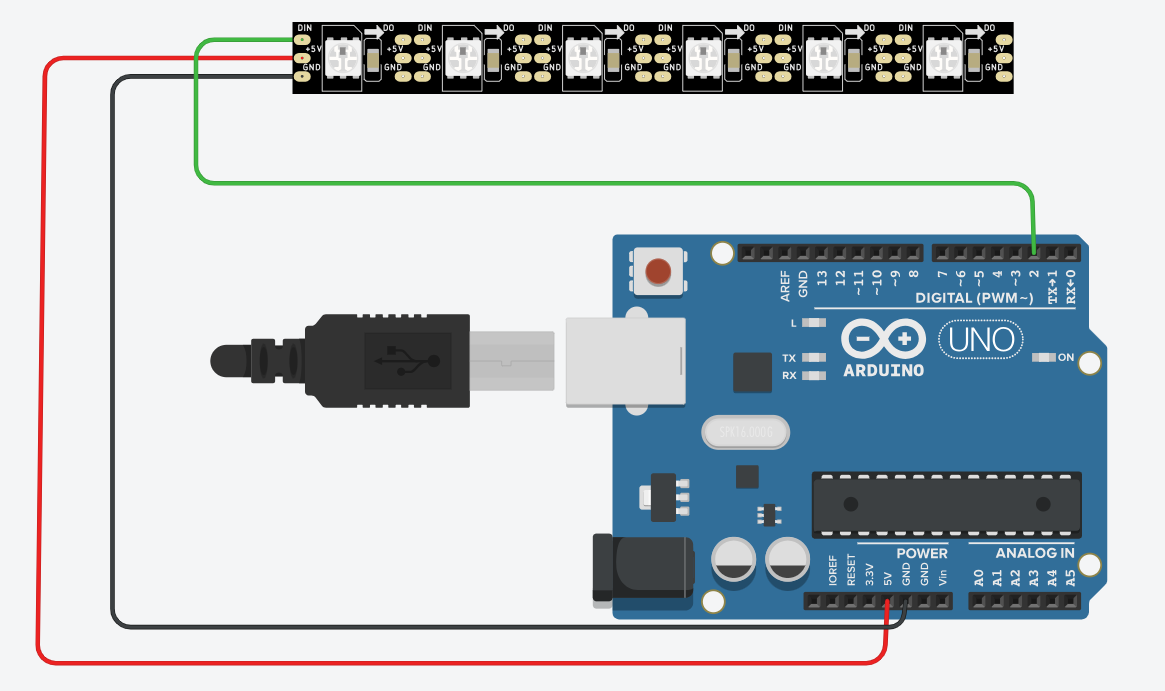 DIN DO DIN DO DIN DO DIN DO DIN DO DIN DO
+5V +5V +5V +5V +5V +5V +5V +5V +5V +5V +5V
GND GND GND GND GND GND GND GND GND GND GND
AREF GND 13 12 ~11 ~10 ~9 8 7 ~6 ~5 4 ~3 2 TX→1 RX←0
DIGITAL (PWM~)
L
UNO
TX
ON
RX
ARDUINO
SPK16.000G
POWER
ANALOG IN
IOREF RESET 3.3V 5V GND GND Vin A0 A1 A2 A3 A4 A5